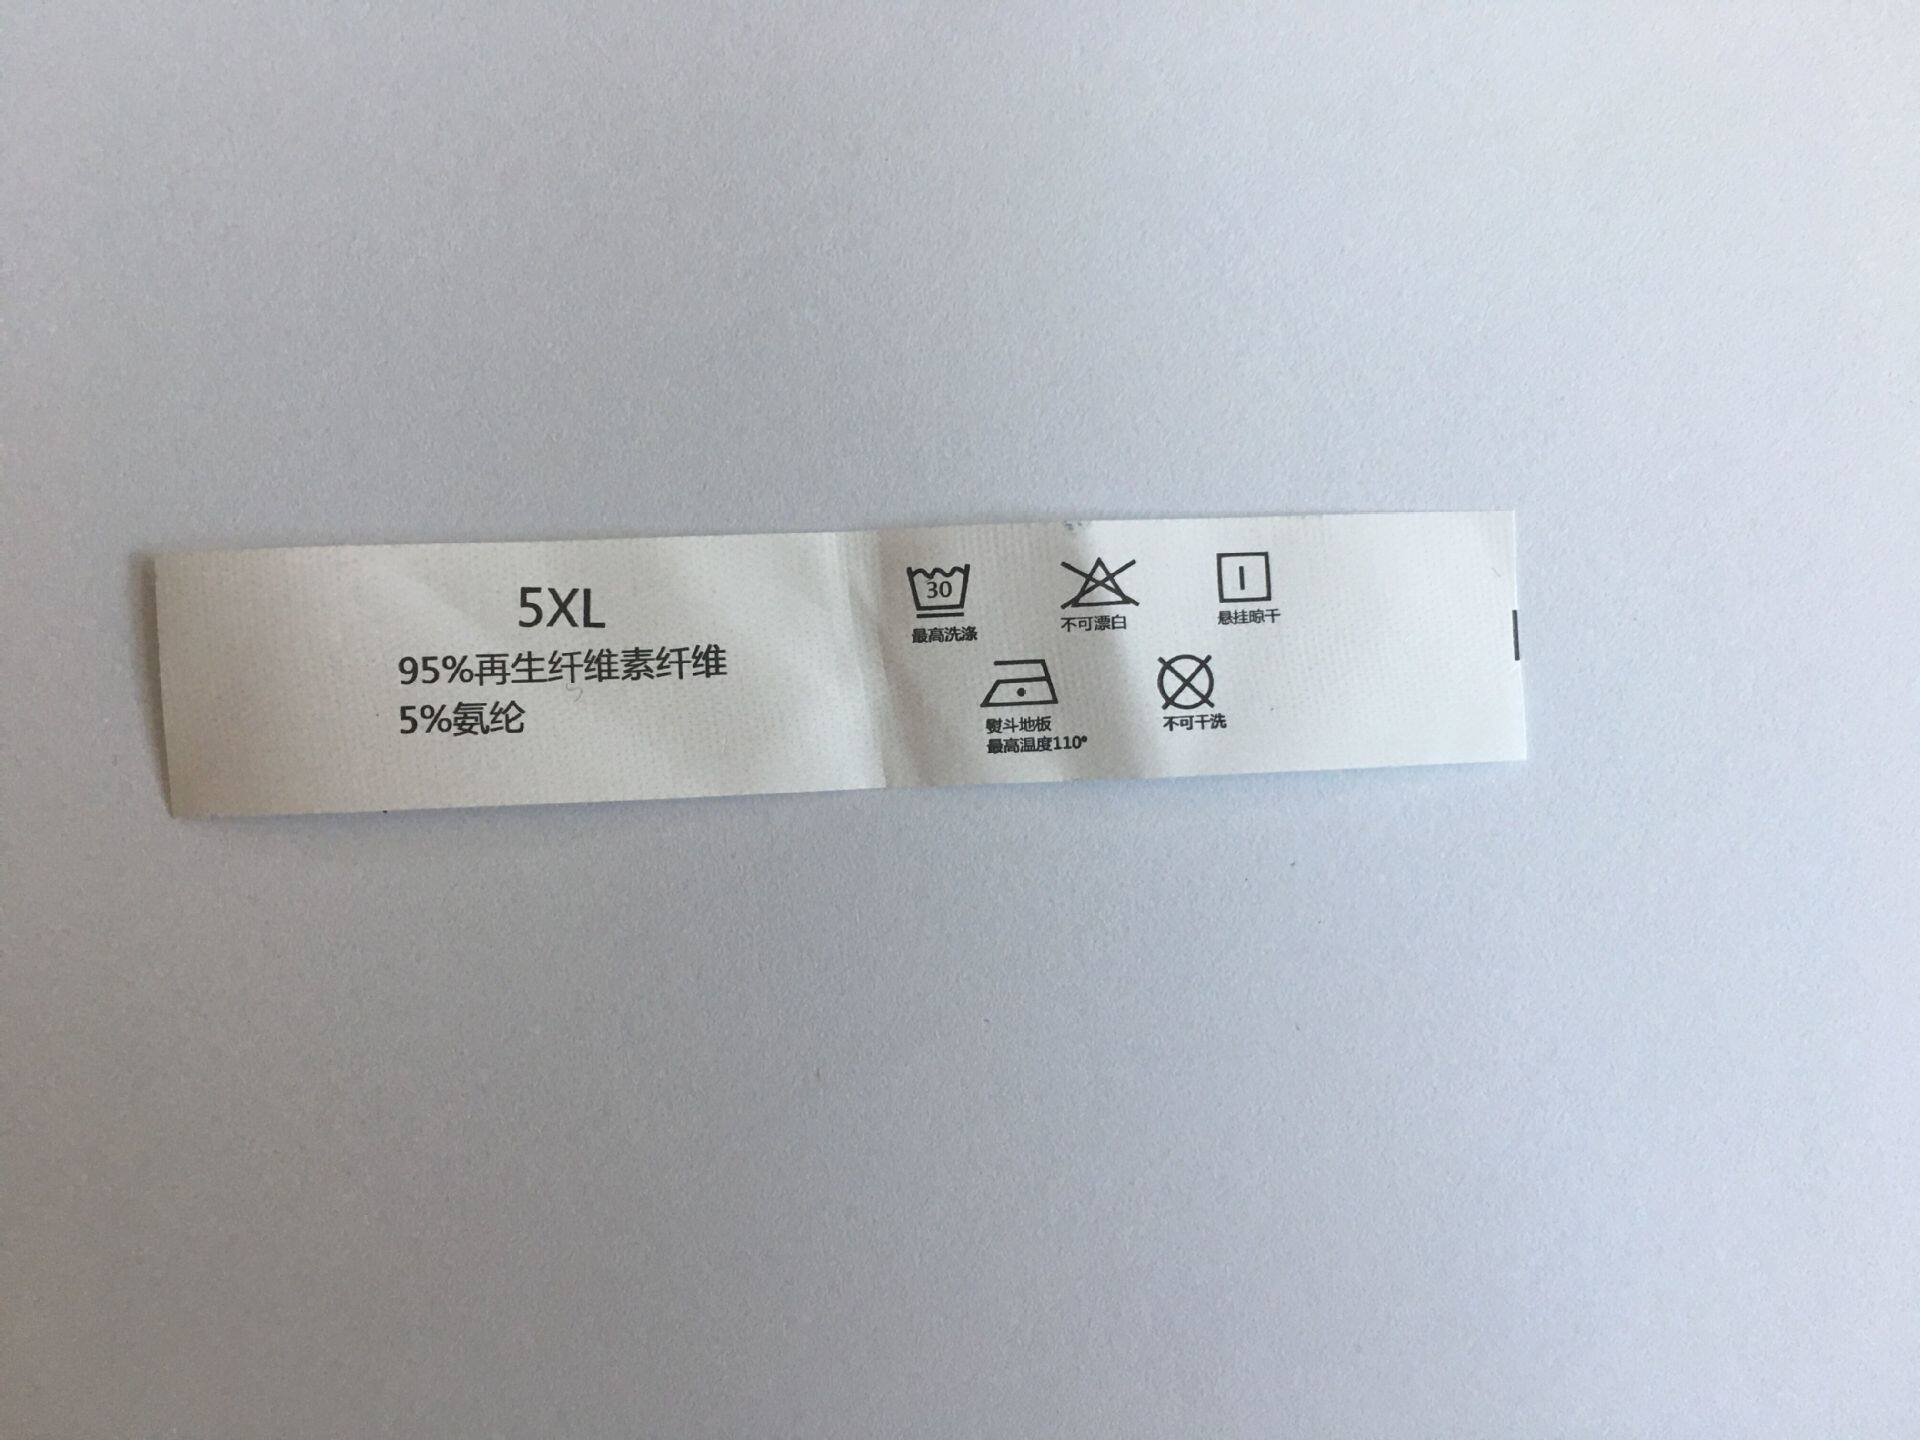 5XL
95%再生纤维素纤维
5%氨纶
30
最高洗涤
不可漂白
悬挂晾干
熨斗地板
最高温度110°
不可干洗